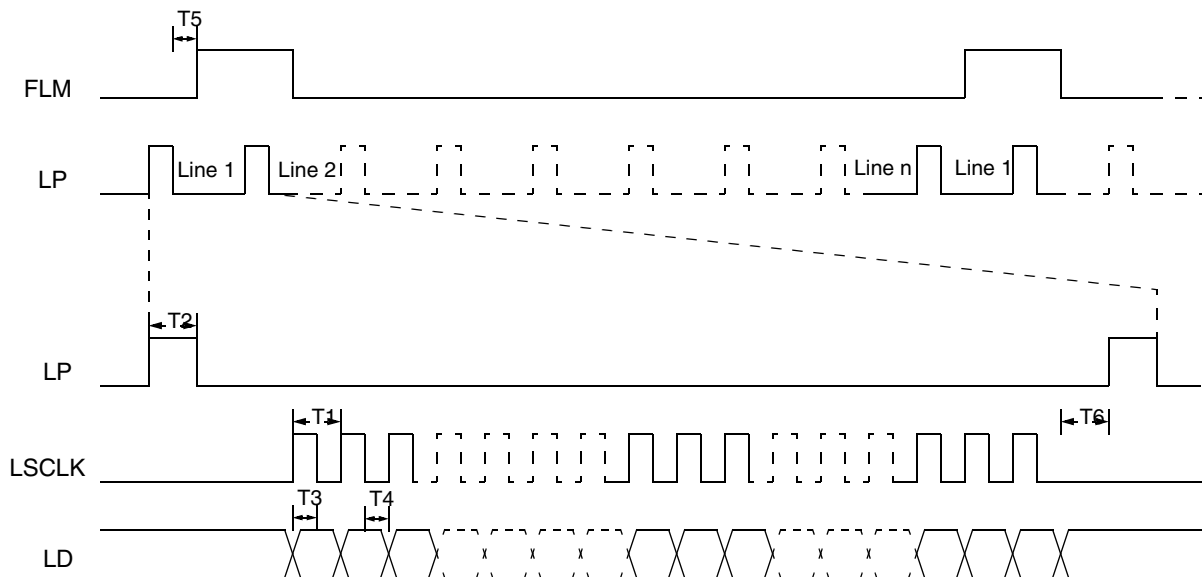 T5
FLM
LP
Line 1
Line 2
Line n
Line 1
T2
LP
T1
T6
LSCLK
T3
T4
LD